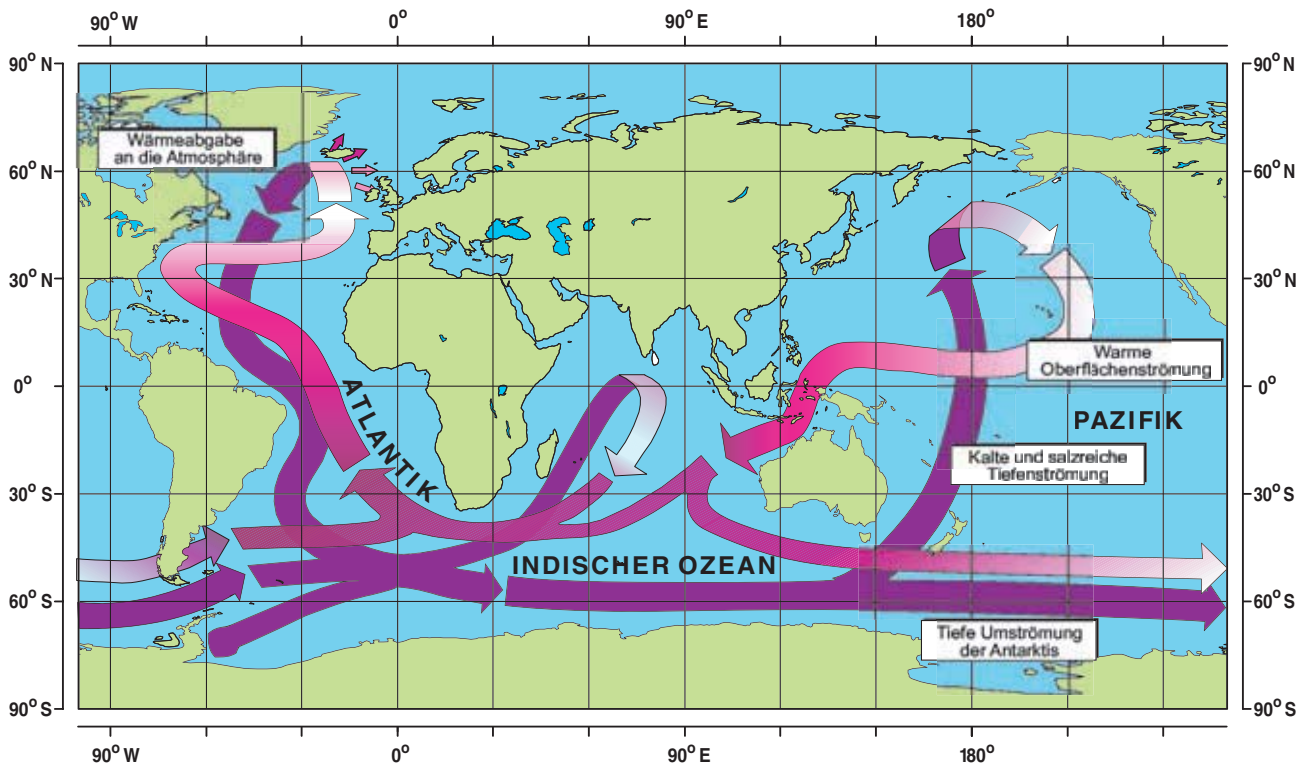 90° W 0° 90° E 180°
90° N 90° N
Wärmeabgabe
an die Atmosphäre
60° N 60° N
30° N 30° N
Warme
Oberflächenströmung
0° 0°
ATLANTIK
PAZIFIK
Kalte und salzreiche
Tiefenströmung
30° S 30° S
INDISCHER OZEAN
60° S 60° S
Tiefe Umströmung
der Antarktis
90° S 90° S
90° W 0° 90° E 180°